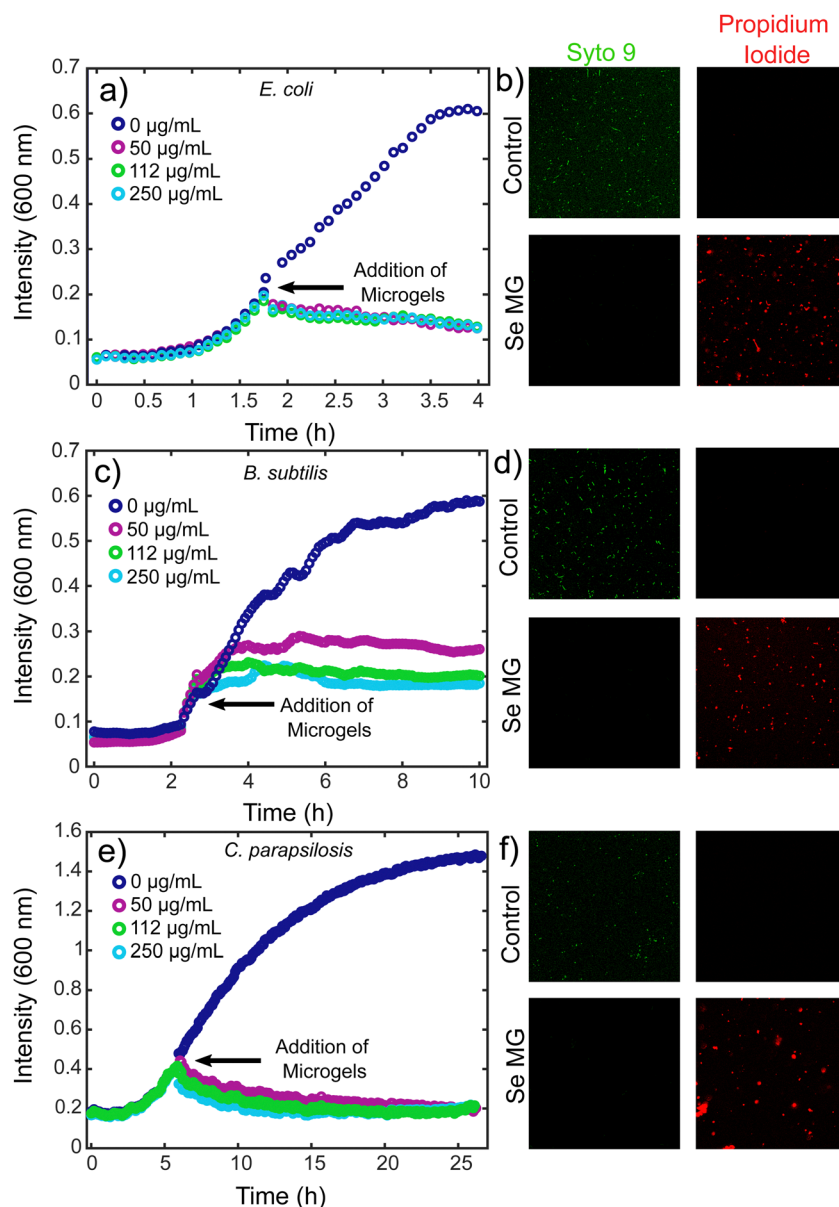 Syto 9
Propidium
Iodide
a)
E. coli
0 µg/mL
50 µg/mL
112 µg/mL
250 µg/mL
Addition of
Microgels
Intensity (600 nm)
0.7
0.6
0.5
0.4
0.3
0.2
0.1
0
0 0.5 1 1.5 2 2.5 3 3.5 4
Time (h)
b)
Control
Se MG
c)
B. subtilis
0 µg/mL
50 µg/mL
112 µg/mL
250 µg/mL
Addition of
Microgels
Intensity (600 nm)
0.7
0.6
0.5
0.4
0.3
0.2
0.1
0
0 2 4 6 8 10
Time (h)
d)
Control
Se MG
e)
C. parapsilosis
0 µg/mL
50 µg/mL
112 µg/mL
250 µg/mL
Addition of
Microgels
Intensity (600 nm)
1.6
1.4
1.2
1
0.8
0.6
0.4
0.2
0
0 5 10 15 20 25
Time (h)
f)
Control
Se MG